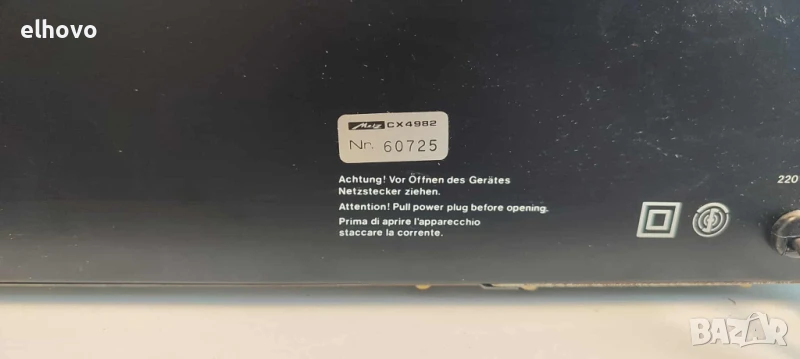 elhovo
Metz CX4982
Nr. 60725
Achtung! Vor Öffnen des Gerätes
Netzstecker ziehen.
Attention! Pull power plug before opening.
Prima di aprire l'apparecchio
staccare la corrente.
220
BAZAR